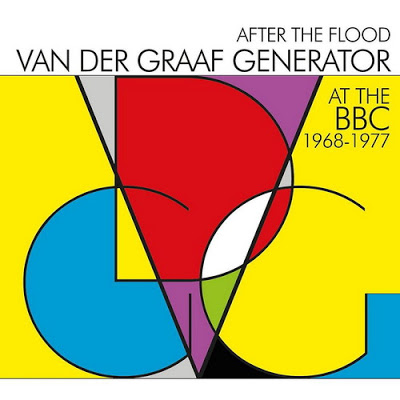 AFTER THE FLOOD
VAN DER GRAAF GENERATOR
AT THE
BBC
1968-1977